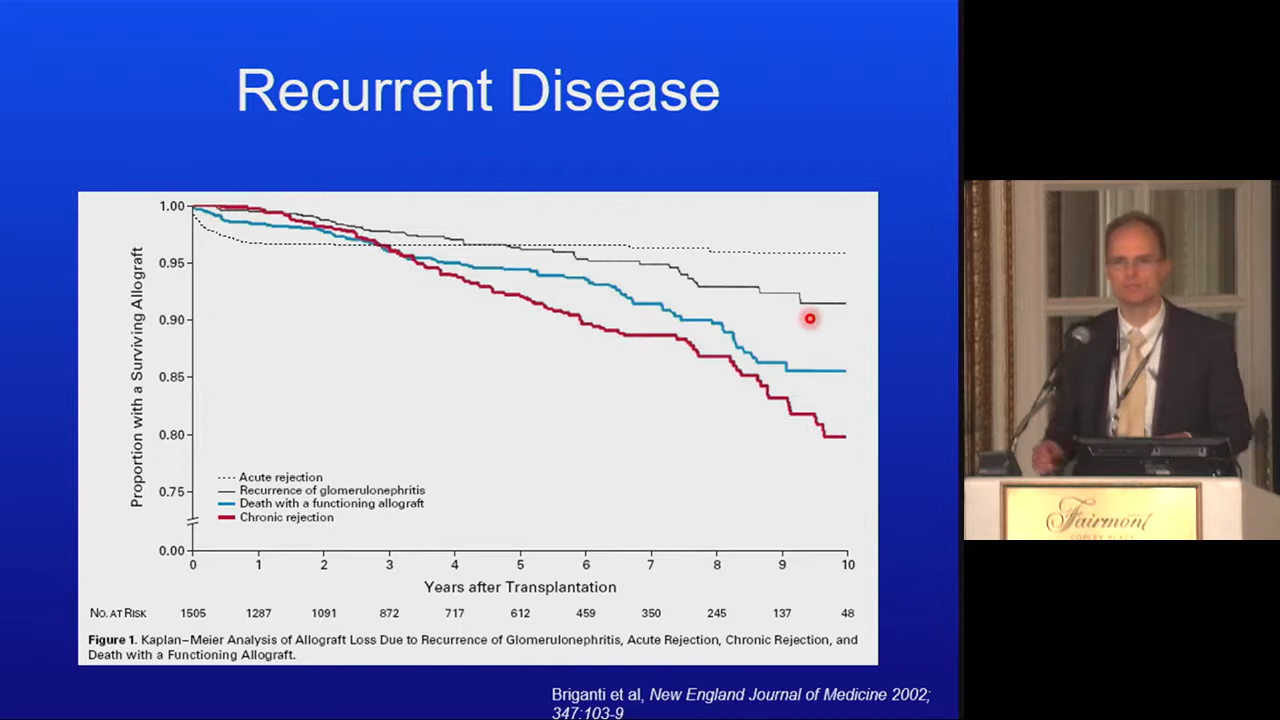 Recurrent Disease
Proportion with a Surviving Allograft
1.00
0.95
0.90
0.85
0.80
0.75
0.00
Acute rejection
Recurrence of glomerulonephritis
Death with a functioning allograft
Chronic rejection
0 1 2 3 4 5 6 7 8 9 10
Years after Transplantation
No. at Risk 1505 1287 1091 872 717 612 459 350 245 137 48
Figure 1. Kaplan–Meier Analysis of Allograft Loss Due to Recurrence of Glomerulonephritis, Acute Rejection, Chronic Rejection, and
Death with a Functioning Allograft.
Briganti et al, New England Journal of Medicine 2002;
347:103-9
Fairmont